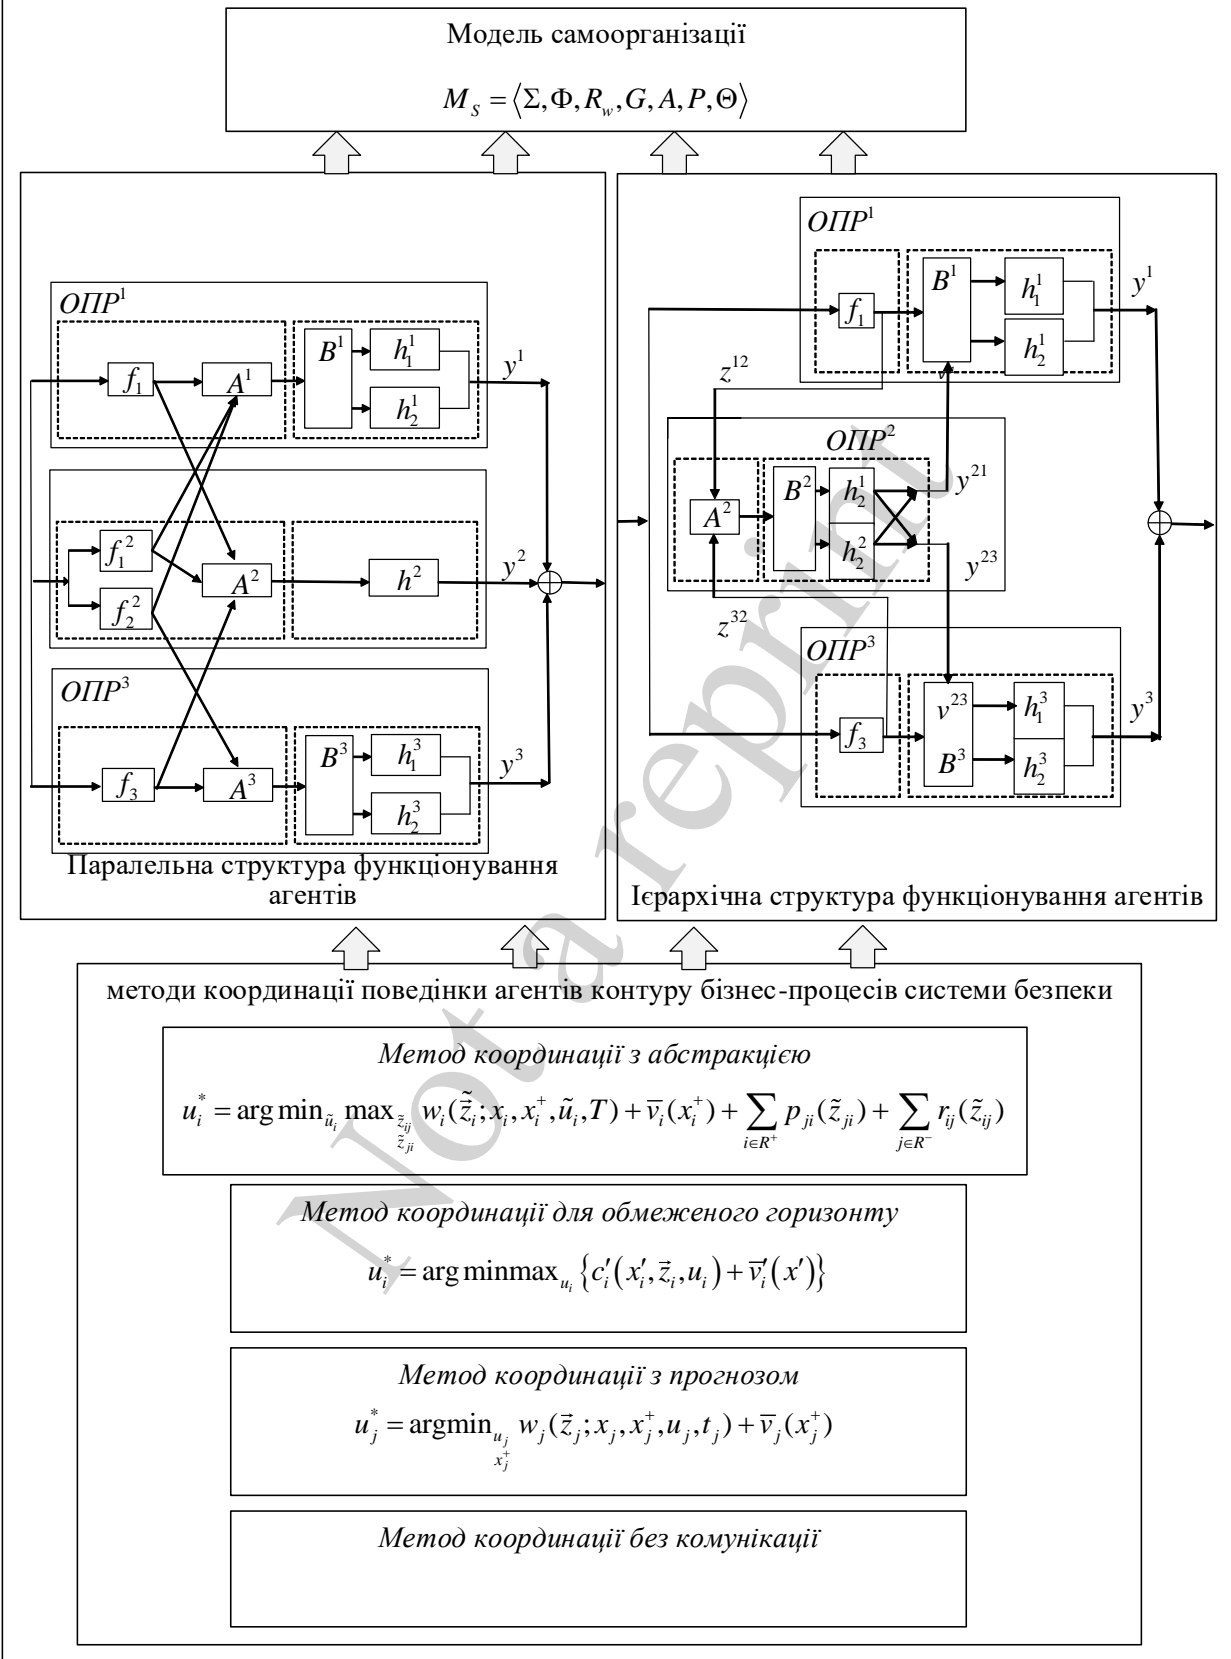 Модель самоорганізації
M_S = ⟨Σ, Φ, R_w, G, A, P, Θ⟩
ОПР^1
f_1
A^1
B^1
h_1^1
h_2^1
y^1
f_1^2
f_2^2
A^2
h^2
y^2
ОПР^3
f_3
A^3
B^3
h_1^3
h_2^3
y^3
Паралельна структура функціонування
агентів
ОПР^1
f_1
B^1
h_1^1
h_2^1
y^1
z^12
ОПР^2
A^2
B^2
h_2^1
h_2^2
y^21
y^23
z^32
ОПР^3
f_3
v^23
B^3
h_1^3
h_2^3
y^3
Ієрархічна структура функціонування агентів
методи координації поведінки агентів контуру бізнес-процесів системи безпеки
Метод координації з абстракцією
u_i^* = arg min_{ũ_i} max_{z̃_ij z̃_ji} w_i(z⃗̃_i; x_i, x_i^+, ũ_i, T) + v̄_i(x_i^+) + ∑_{i∈R^+} p_ji(z̃_ji) + ∑_{j∈R^-} r_ij(z̃_ij)
Метод координації для обмеженого горизонту
u_i^* = arg minmax_{u_i} {c_i′(x_i′, z⃗_i, u_i) + v̄_i′(x′)}
Метод координації з прогнозом
u_j^* = argmin_{u_j x_j^+} w_j(z⃗_j; x_j, x_j^+, u_j, t_j) + v̄_j(x_j^+)
Метод координації без комунікації
Not a reprint